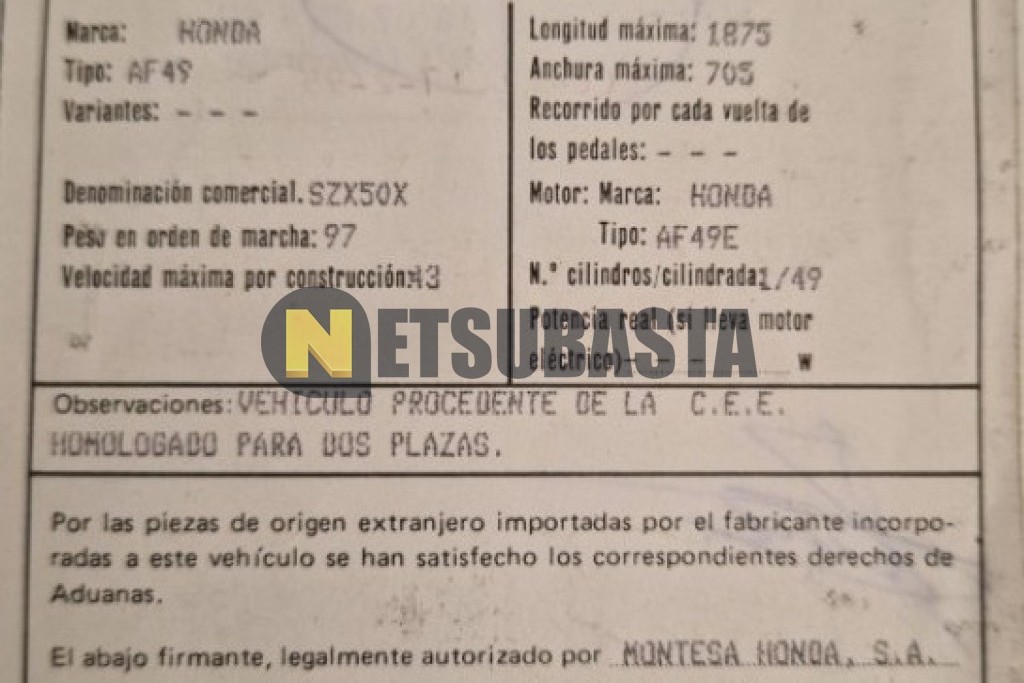 Marca: HONDA
Tipo: AF49
Variantes: - - -
Denominación comercial. SZX50X
Peso en orden de marcha: 97
Velocidad máxima por construcción: 43
Longitud máxima: 1875
Anchura máxima: 705
Recorrido por cada vuelta de
los pedales: - - -
Motor: Marca: HONDA
Tipo: AF49E
N.° cilindros/cilindrada: 1/49
Potencia real (si lleva motor
eléctrico) - - - W
NETSUBASTA
Observaciones: VEHICULO PROCEDENTE DE LA C.E.E.
HOMOLOGADO PARA DOS PLAZAS.
Por las piezas de origen extranjero importadas por el fabricante incorpo-
radas a este vehículo se han satisfecho los correspondientes derechos de
Aduanas.
El abajo firmante, legalmente autorizado por MONTESA HONDA, S.A.